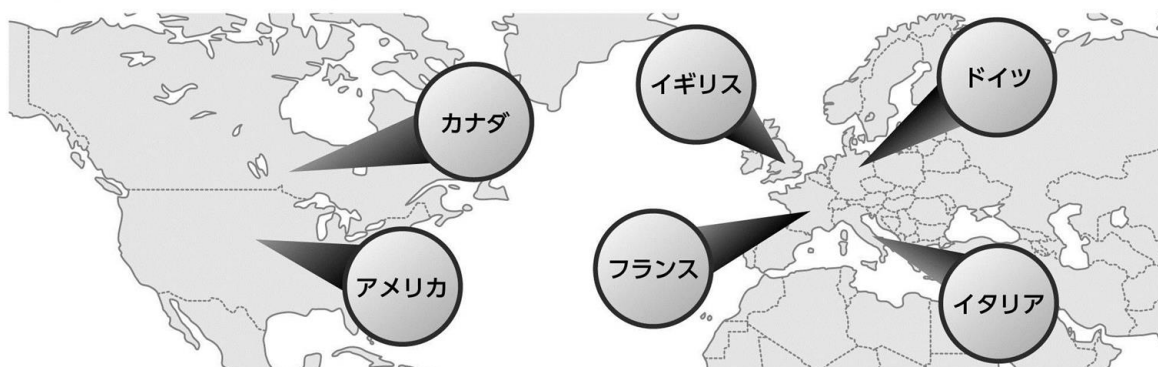 カナダ
イギリス
ドイツ
アメリカ
フランス
イタリア